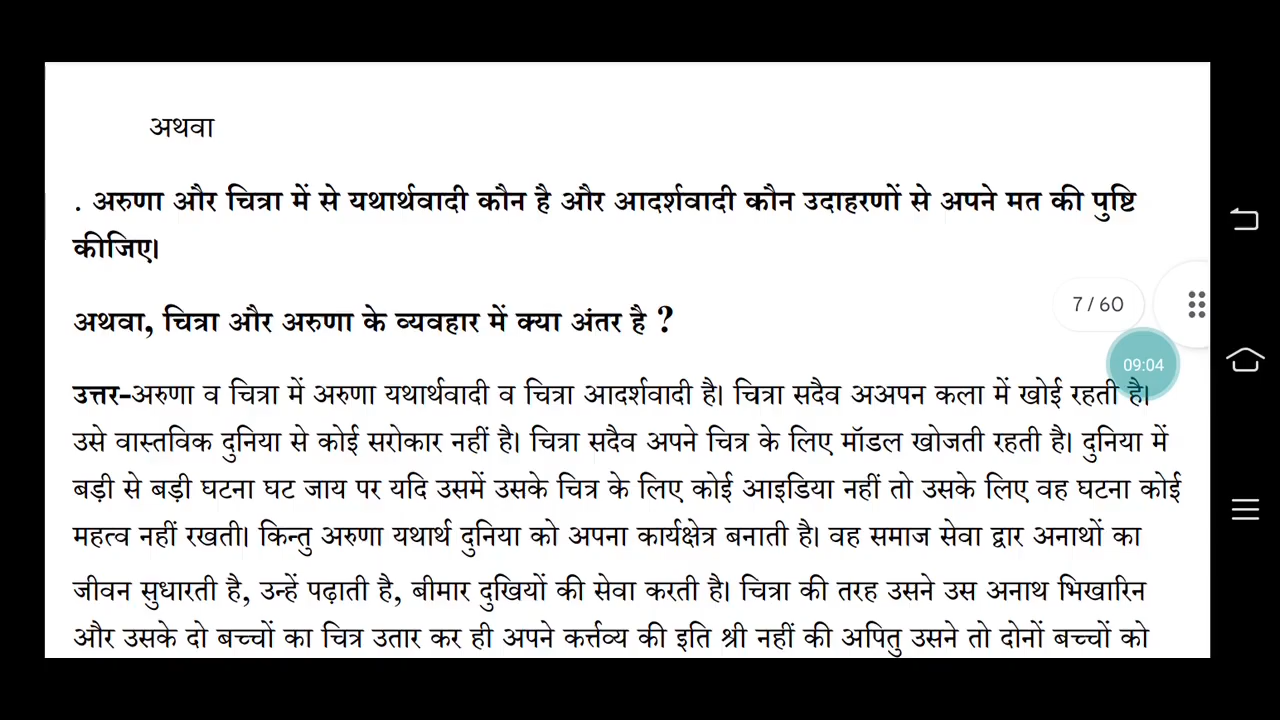 अथवा
. अरुणा और चित्रा में से यथार्थवादी कौन है और आदर्शवादी कौन उदाहरणों से अपने मत की पुष्टि
कीजिए।
अथवा, चित्रा और अरुणा के व्यवहार में क्या अंतर है ?
7 / 60
09:04
उत्तर-अरुणा व चित्रा में अरुणा यथार्थवादी व चित्रा आदर्शवादी है। चित्रा सदैव अअपन कला में खोई रहती है।
उसे वास्तविक दुनिया से कोई सरोकार नहीं है। चित्रा सदैव अपने चित्र के लिए मॉडल खोजती रहती है। दुनिया में
बड़ी से बड़ी घटना घट जाय पर यदि उसमें उसके चित्र के लिए कोई आइडिया नहीं तो उसके लिए वह घटना कोई
महत्व नहीं रखती। किन्तु अरुणा यथार्थ दुनिया को अपना कार्यक्षेत्र बनाती है। वह समाज सेवा द्वार अनाथों का
जीवन सुधारती है, उन्हें पढ़ाती है, बीमार दुखियों की सेवा करती है। चित्रा की तरह उसने उस अनाथ भिखारिन
और उसके दो बच्चों का चित्र उतार कर ही अपने कर्त्तव्य की इति श्री नहीं की अपितु उसने तो दोनों बच्चों को